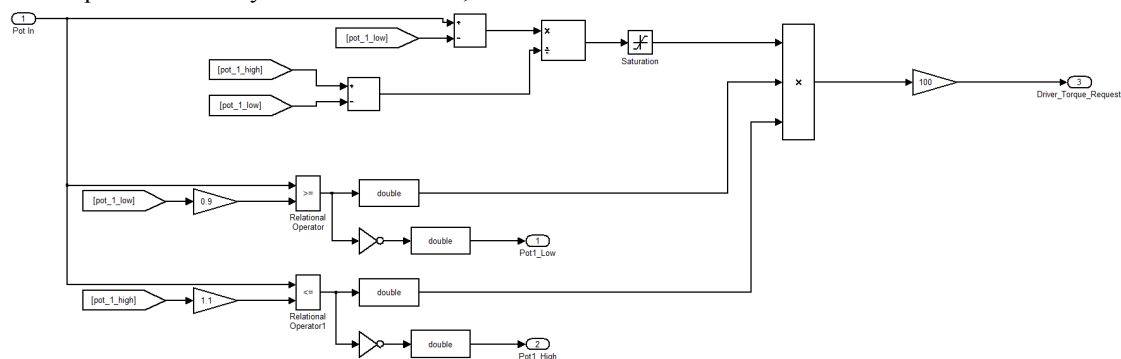 1
Pot In
[pot_1_low]
+
-
×
÷
Saturation
[pot_1_high]
[pot_1_low]
+
-
×
100
3
Driver_Torque_Request
[pot_1_low]
0.9
>=
Relational
Operator
double
double
1
Pot1_Low
[pot_1_high]
1.1
<=
Relational
Operator1
double
double
2
Pot1_High